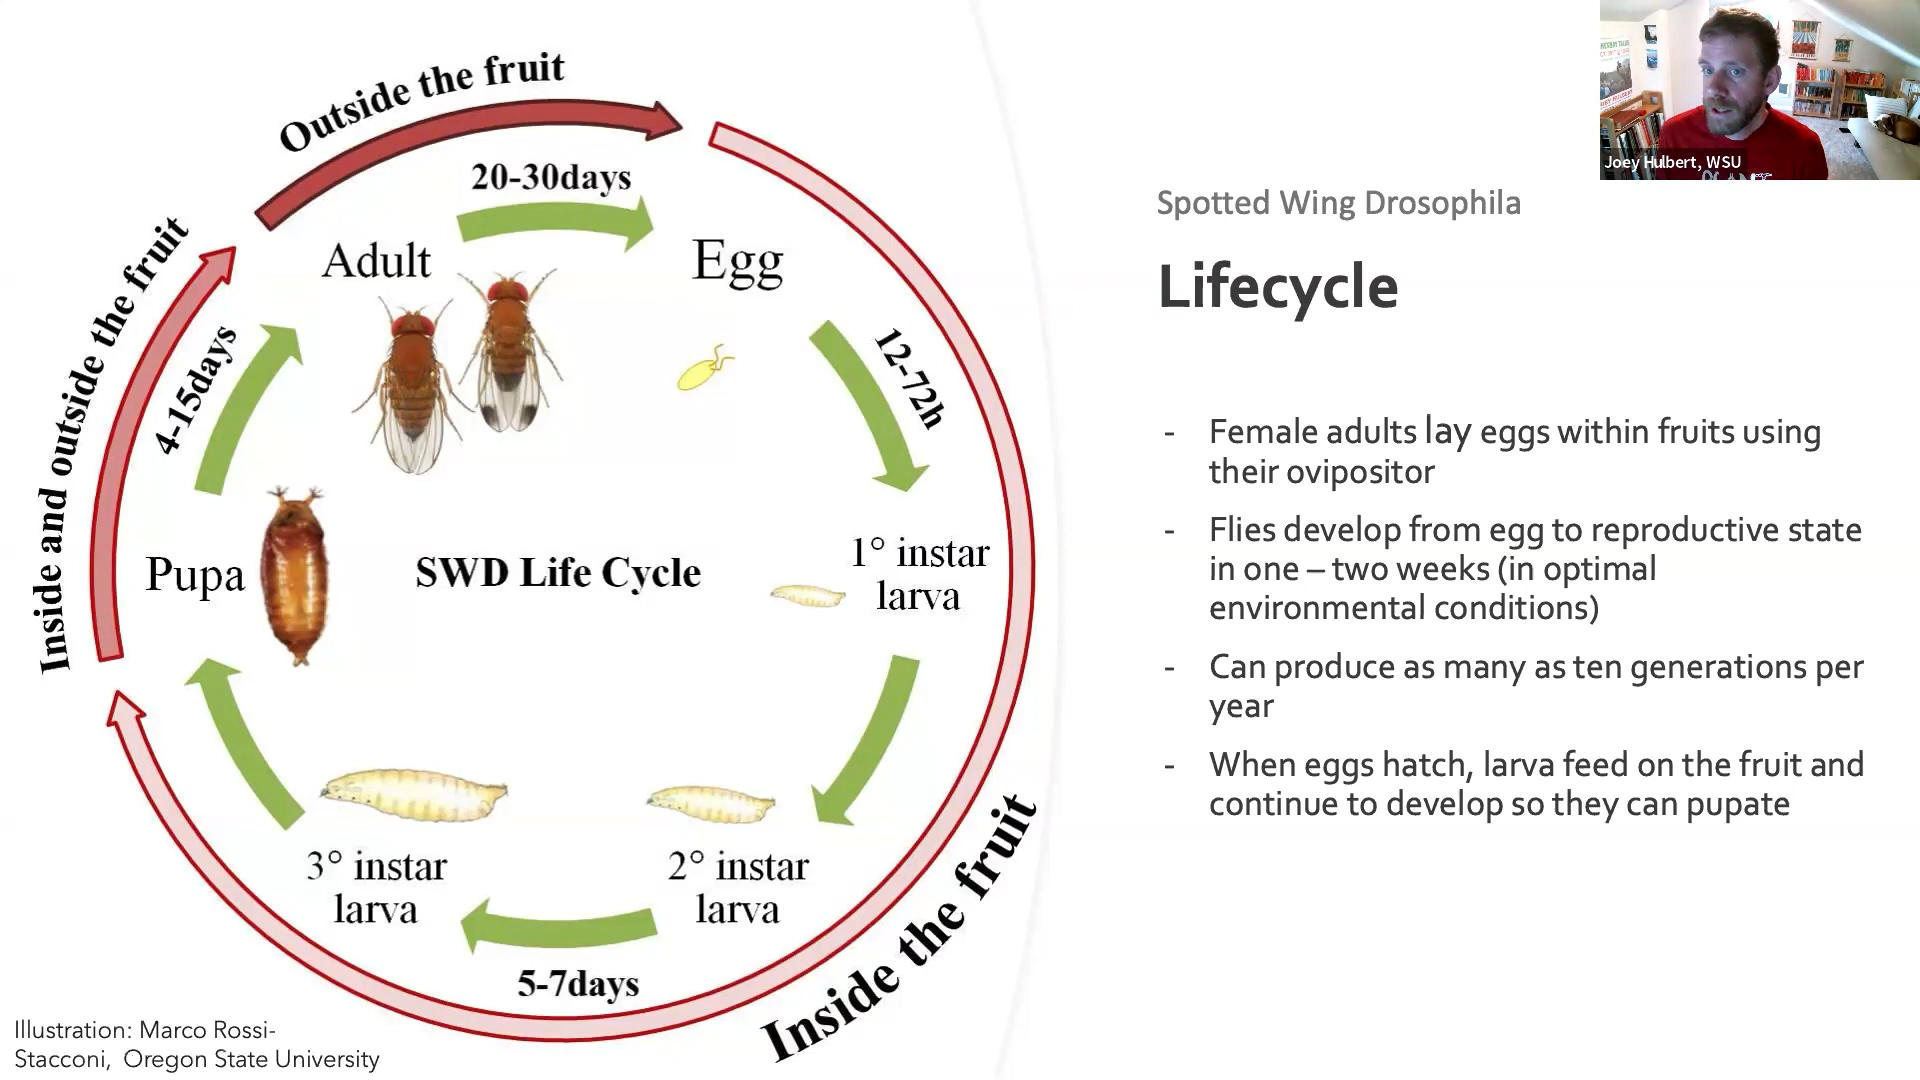 Outside the fruit
20-30days
Adult
Egg
12-72h
Inside and outside the fruit
4-15days
Pupa
SWD Life Cycle
1° instar
larva
3° instar
larva
2° instar
larva
5-7days
Inside the fruit
Illustration: Marco Rossi-
Stacconi, Oregon State University
Joey Hulbert, WSU
Spotted Wing Drosophila
Lifecycle
- Female adults lay eggs within fruits using
their ovipositor
- Flies develop from egg to reproductive state
in one – two weeks (in optimal
environmental conditions)
- Can produce as many as ten generations per
year
- When eggs hatch, larva feed on the fruit and
continue to develop so they can pupate